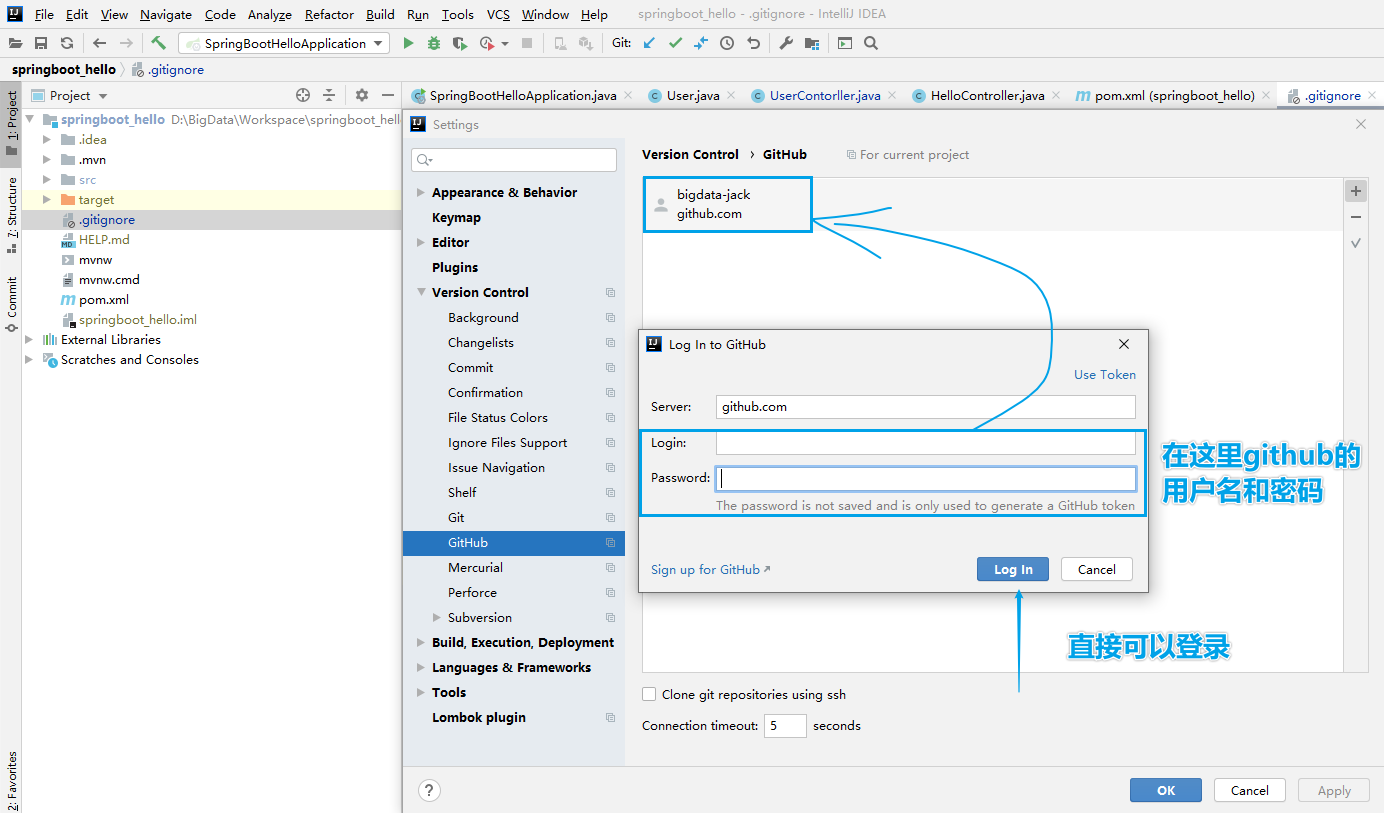 File Edit View Navigate Code Analyze Refactor Build Run Tools VCS Window Help springboot_hello - .gitignore - IntelliJ IDEA
SpringBootHelloApplication Git:
springboot_hello .gitignore
1: Project
7: Structure
Commit
2: Favorites
Project
springboot_hello D:\BigData\Workspace\springboot_hell
.idea
.mvn
src
target
.gitignore
HELP.md
mvnw
mvnw.cmd
pom.xml
springboot_hello.iml
External Libraries
Scratches and Consoles
SpringBootHelloApplication.java User.java UserContorller.java HelloController.java pom.xml (springboot_hello) .gitignore
Settings
Appearance & Behavior
Keymap
Editor
Plugins
Version Control
Background
Changelists
Commit
Confirmation
File Status Colors
Ignore Files Support
Issue Navigation
Shelf
Git
GitHub
Mercurial
Perforce
Subversion
Build, Execution, Deployment
Languages & Frameworks
Tools
Lombok plugin
Version Control › GitHub For current project
bigdata-jack
github.com
Log In to GitHub
Use Token
Server: github.com
Login:
Password:
The password is not saved and is only used to generate a GitHub token
Sign up for GitHub Log In Cancel
在这里github的
用户名和密码
直接可以登录
Clone git repositories using ssh
Connection timeout: 5 seconds
? OK Cancel Apply